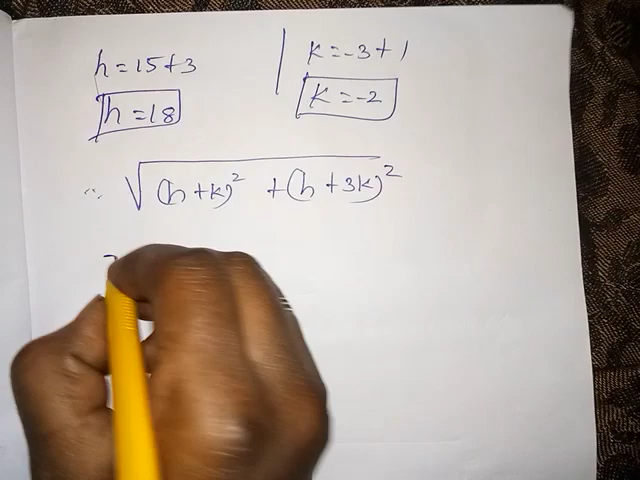 h = 15+3
h = 18
k = -3+1
k = -2
∴ √(h+k)² + (h+3k)²
=